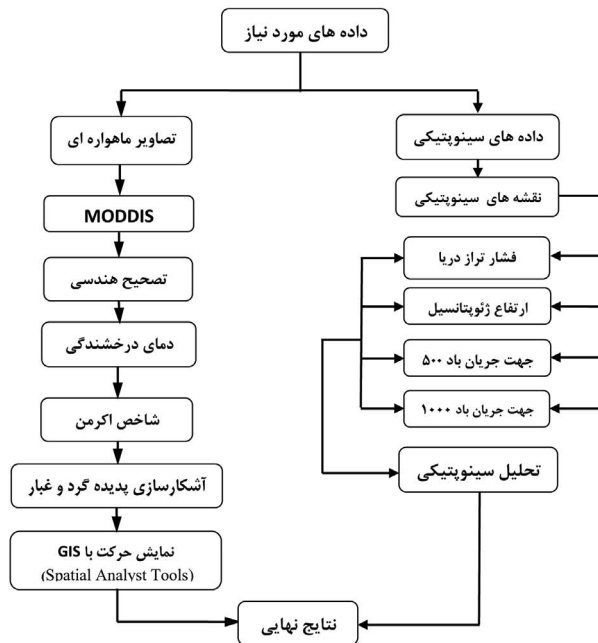 داده های مورد نیاز
داده های سینوپتیکی
نقشه های سینوپتیکی
فشار تراز دریا
ارتفاع ژئوپتانسیل
جهت جریان باد ۵۰۰
جهت جریان باد ۱۰۰۰
تحلیل سینوپتیکی
تصاویر ماهواره ای
MODDIS
تصحیح هندسی
دمای درخشندگی
شاخص اکرمن
آشکارسازی پدیده گرد و غبار
نمایش حرکت با GIS
(Spatial Analyst Tools)
نتایج نهایی